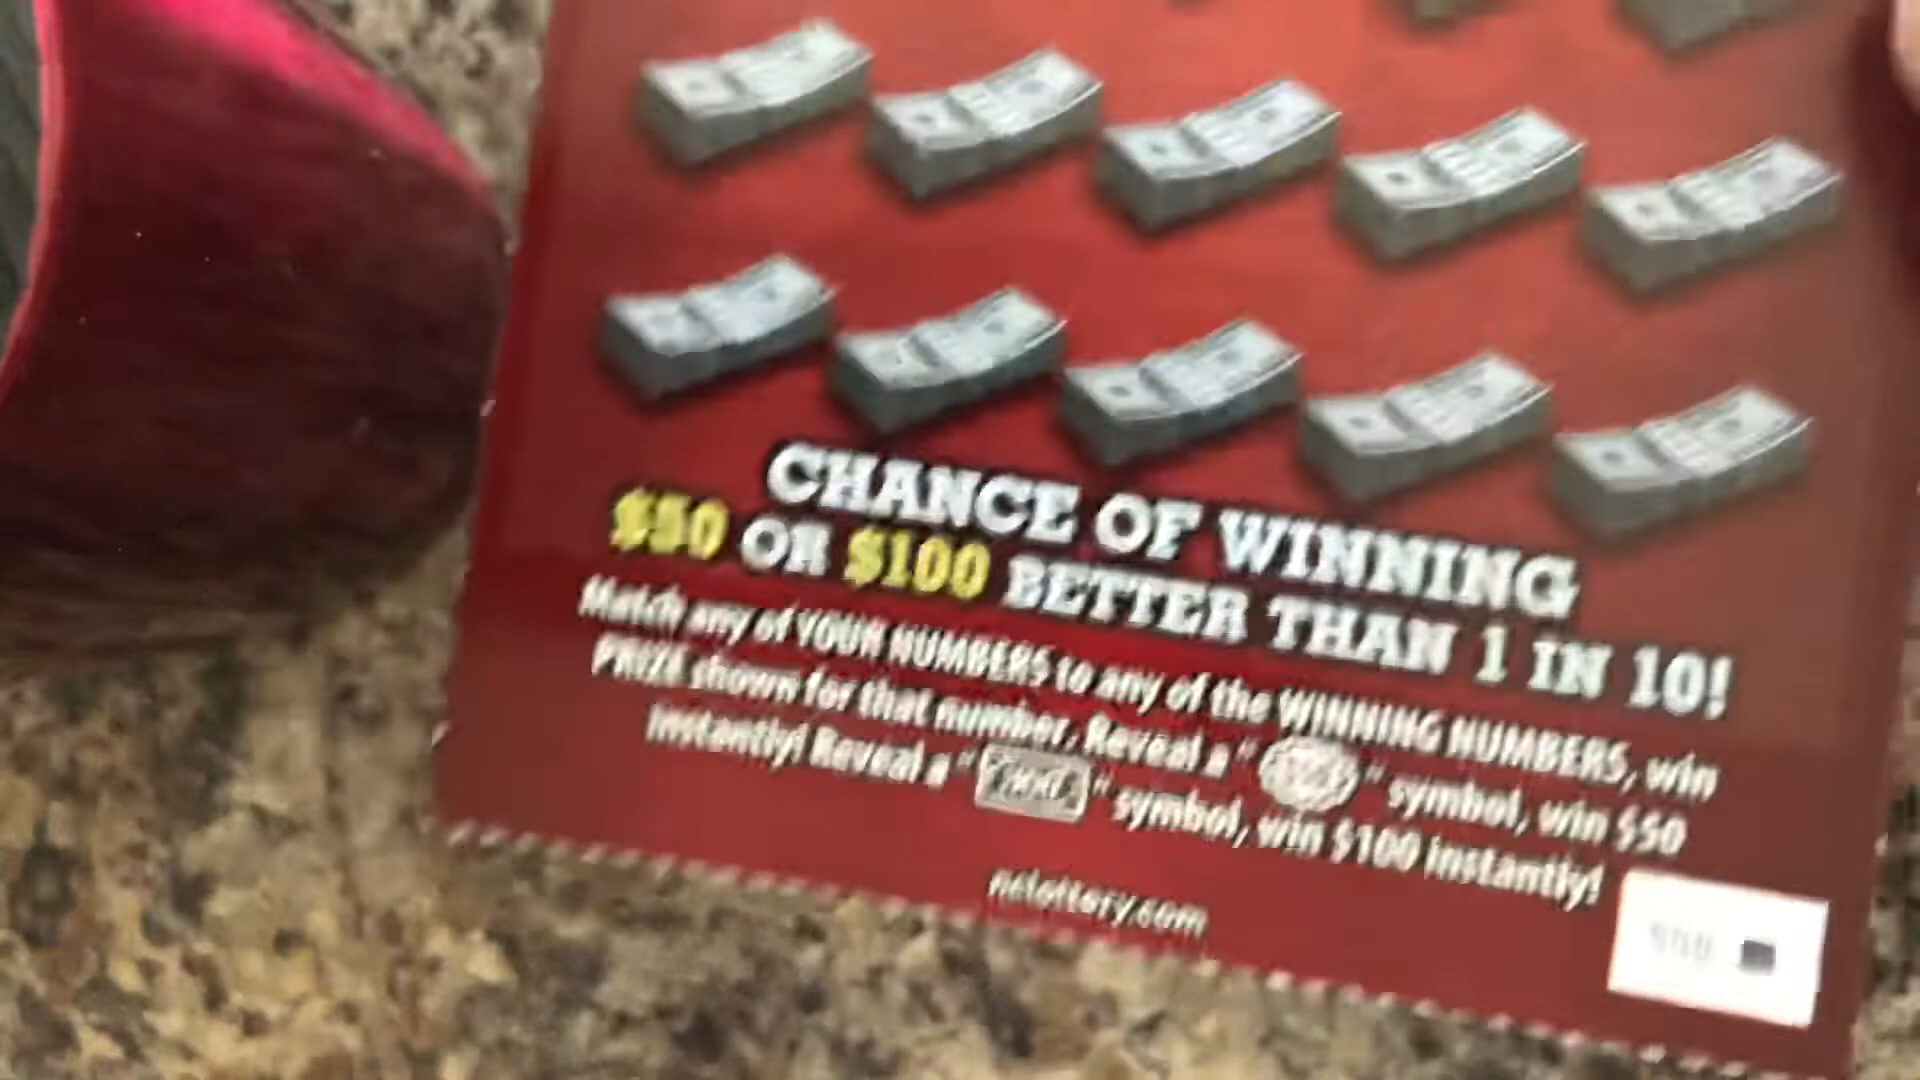 CHANCE OF WINNING
$50 OR $100 BETTER THAN 1 IN 10!
Match any of YOUR NUMBERS to any of the WINNING NUMBERS, win
PRIZE shown for that number. Reveal a " " symbol, win $50
instantly! Reveal a " " symbol, win $100 instantly!
nclottery.com